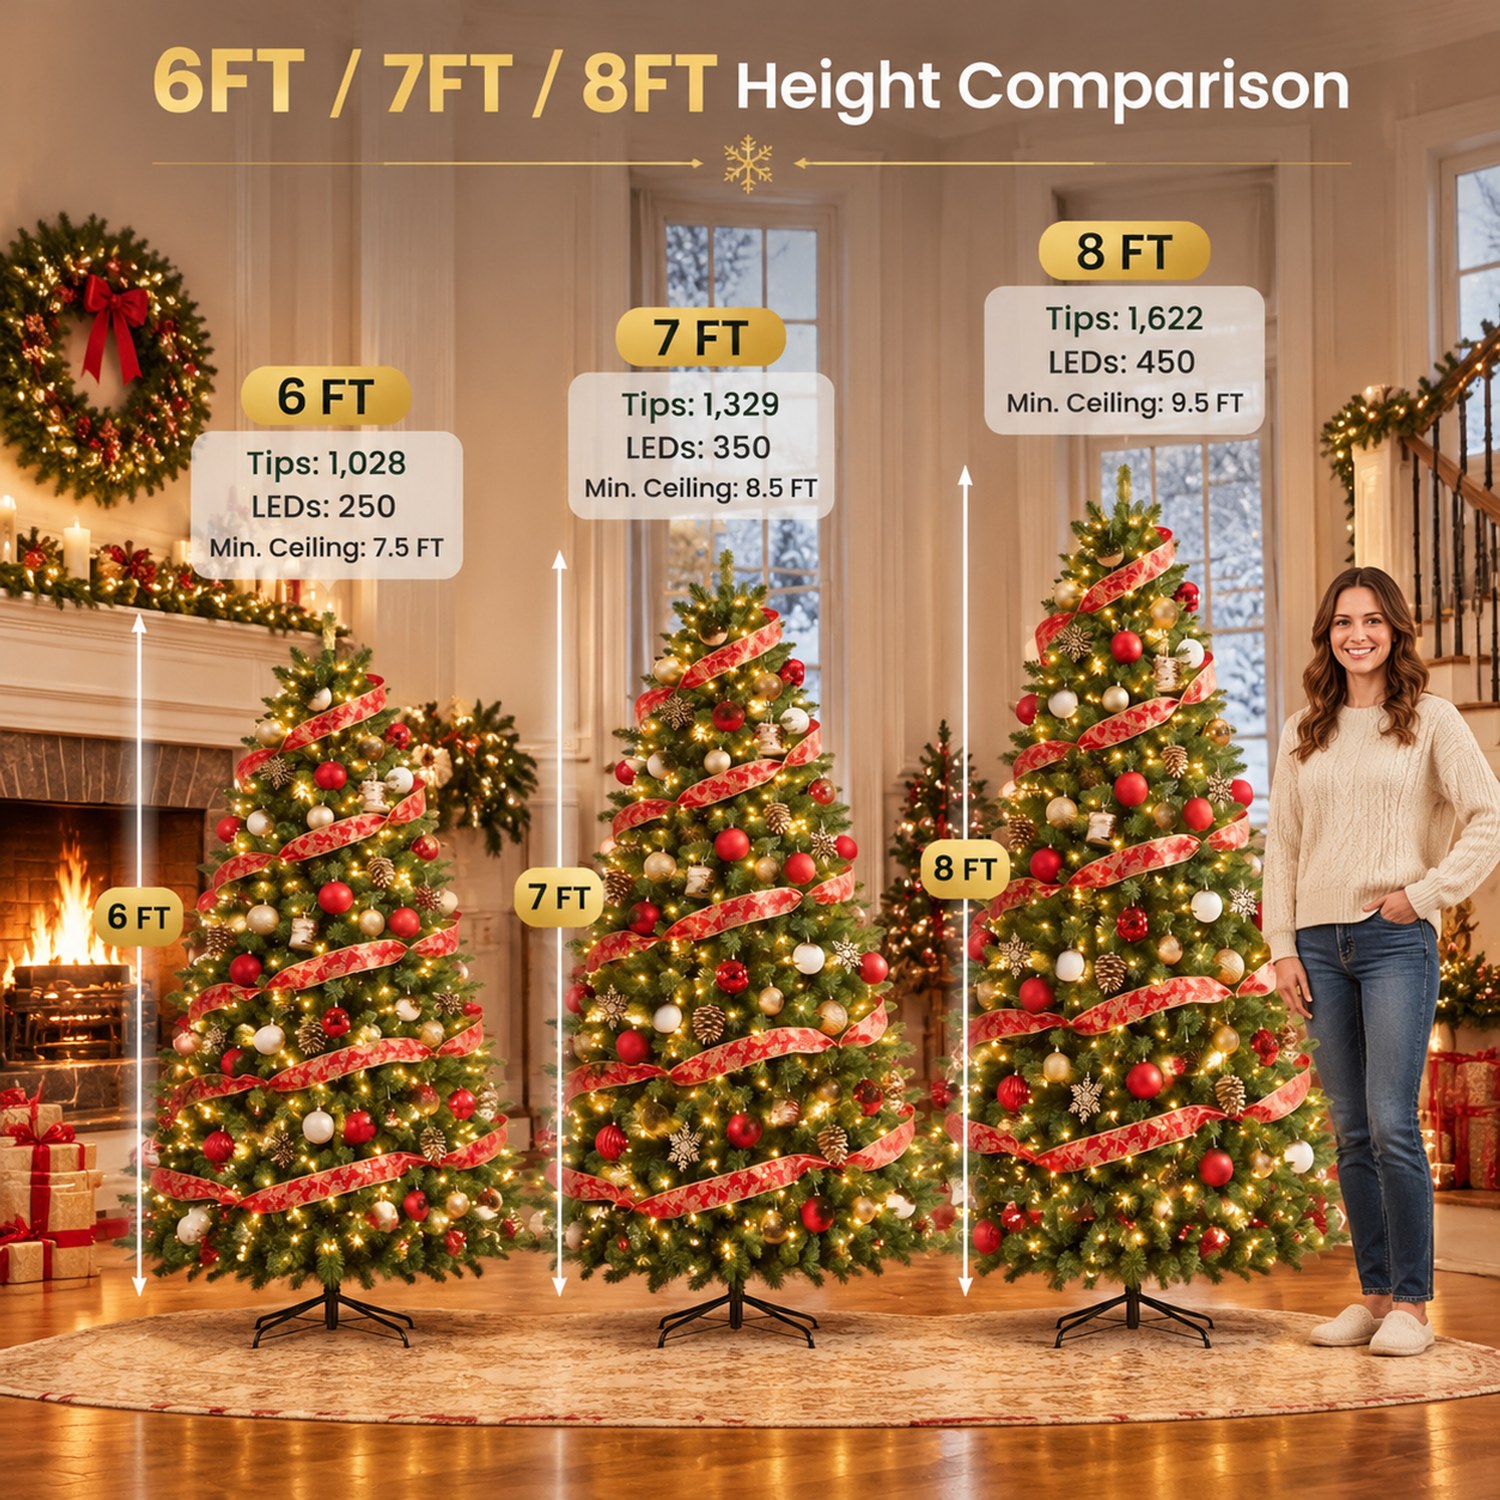 6FT / 7FT / 8FT Height Comparison
6 FT
Tips: 1,028
LEDs: 250
Min. Ceiling: 7.5 FT
7 FT
Tips: 1,329
LEDs: 350
Min. Ceiling: 8.5 FT
8 FT
Tips: 1,622
LEDs: 450
Min. Ceiling: 9.5 FT
6 FT
7 FT
8 FT